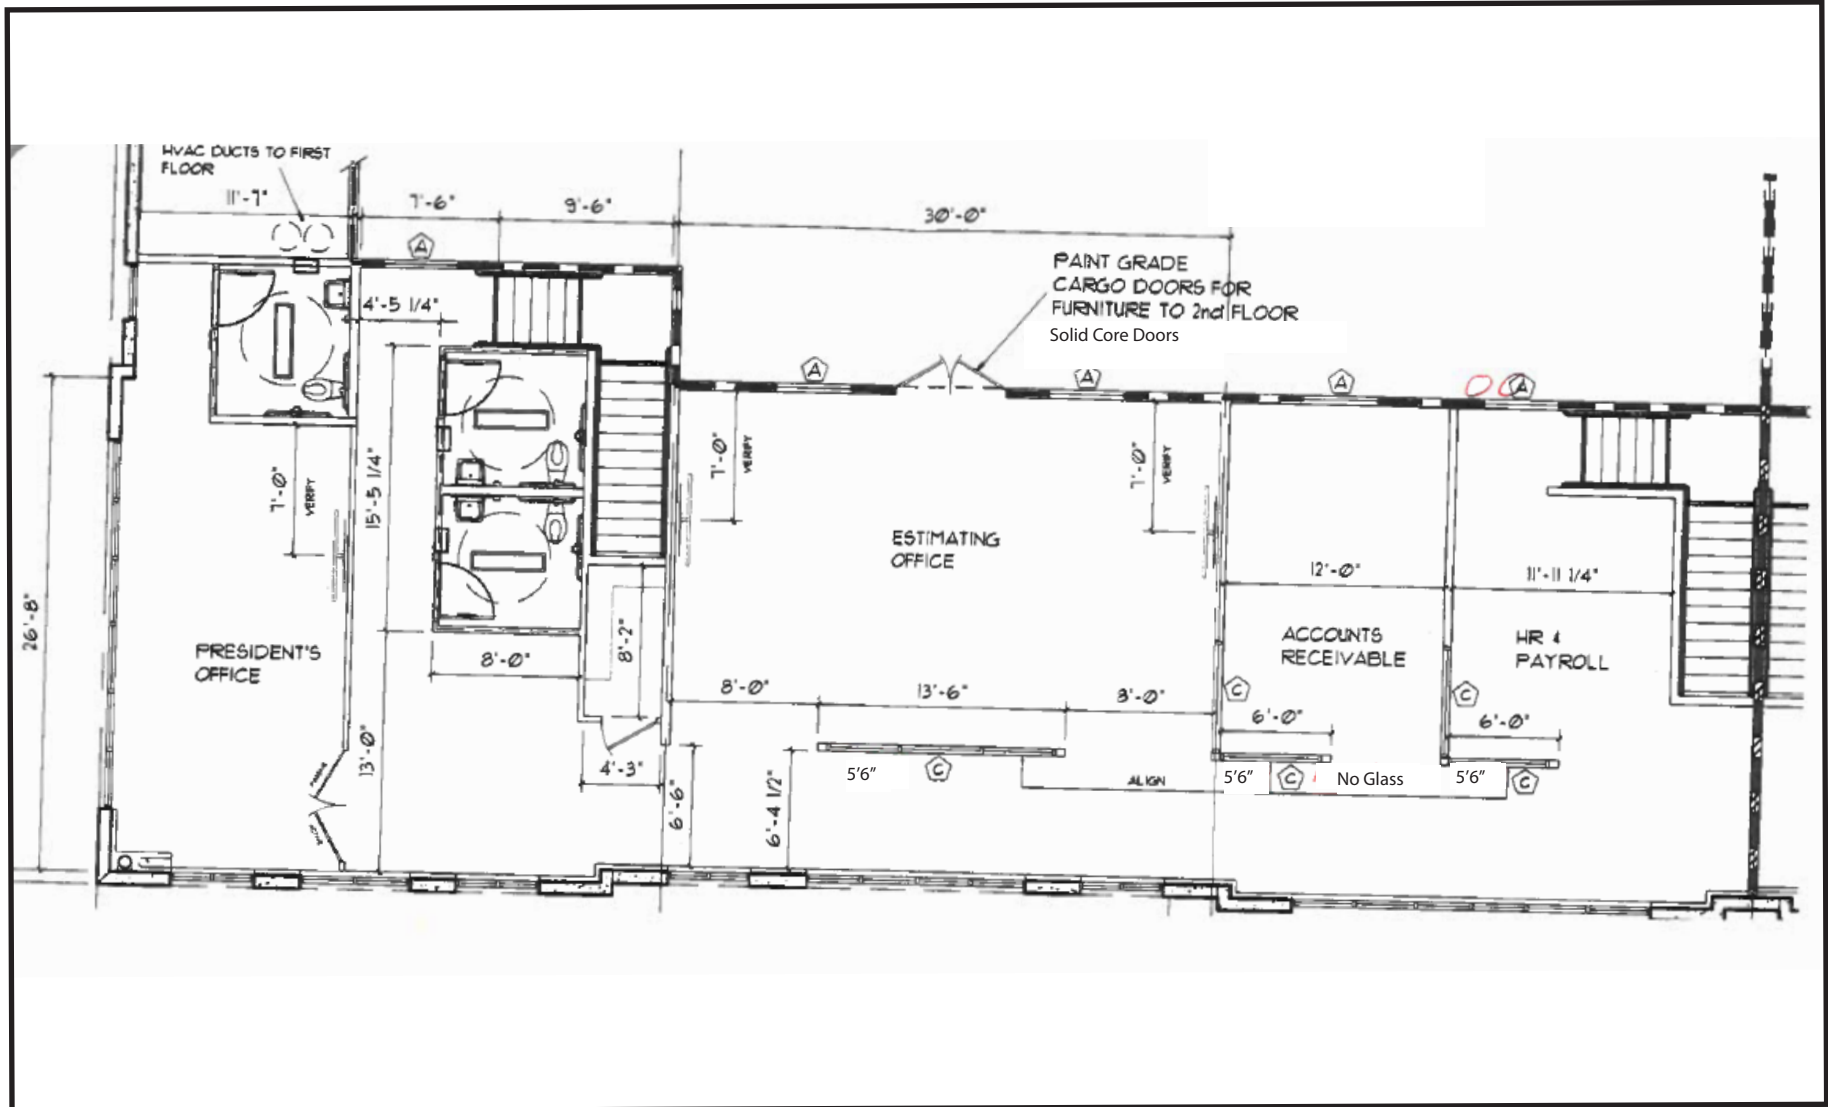 HVAC DUCTS TO FIRST
FLOOR
11'-7"
7'-6"
9'-6"
30'-0"
A
PAINT GRADE
CARGO DOORS FOR
FURNITURE TO 2nd FLOOR
Solid Core Doors
4'-5 1/4"
A
A
A
A
7'-0"
VERIFY
15'-5 1/4"
7'-0"
VERIFY
7'-0"
VERIFY
ESTIMATING
OFFICE
12'-0"
11'-11 1/4"
26'-8"
PRESIDENT'S
OFFICE
8'-0"
8'-2"
ACCOUNTS
RECEIVABLE
HR &
PAYROLL
8'-0"
13'-6"
8'-0"
C
C
6'-0"
6'-0"
13'-0"
4'-3"
6'-6"
6'-4 1/2"
5'6"
C
ALIGN
5'6"
C
No Glass
5'6"
C